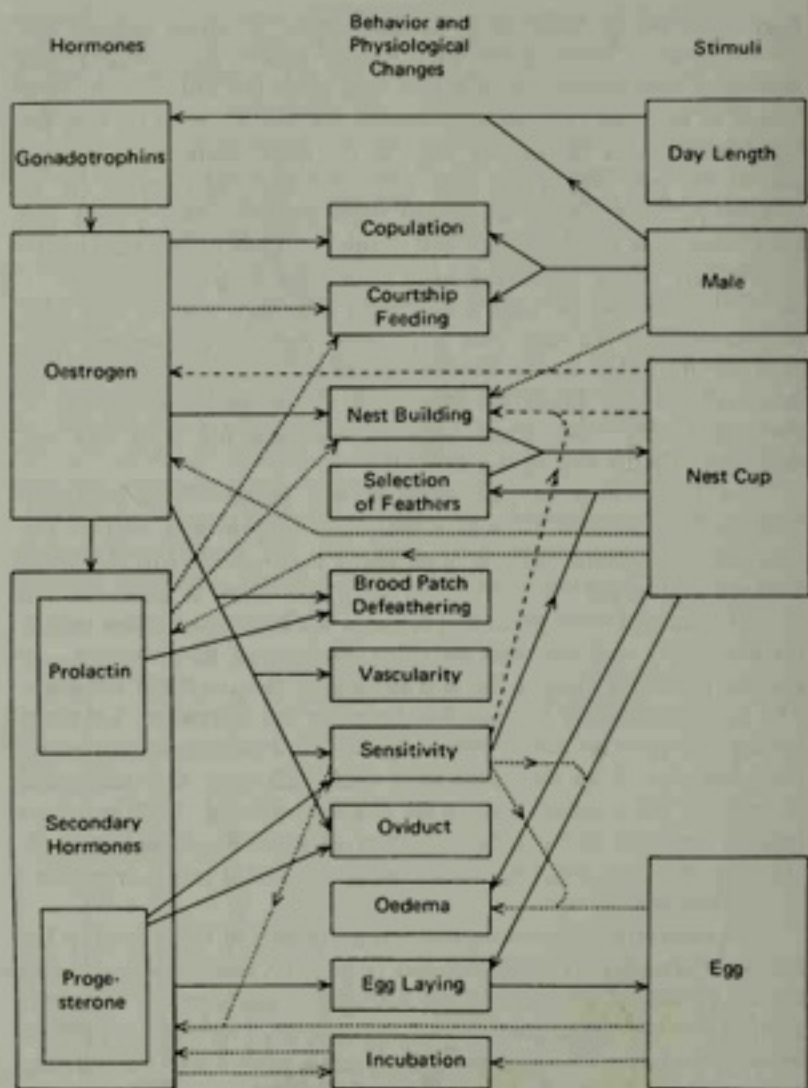 Hormones
Behavior and
Physiological
Changes
Stimuli
Gonadotrophins
Day Length
Copulation
Male
Courtship
Feeding
Oestrogen
Nest Building
Nest Cup
Selection
of Feathers
Brood Patch
Defeathering
Prolactin
Vascularity
Sensitivity
Secondary
Hormones
Oviduct
Oedema
Egg
Proge-
sterone
Egg Laying
Incubation